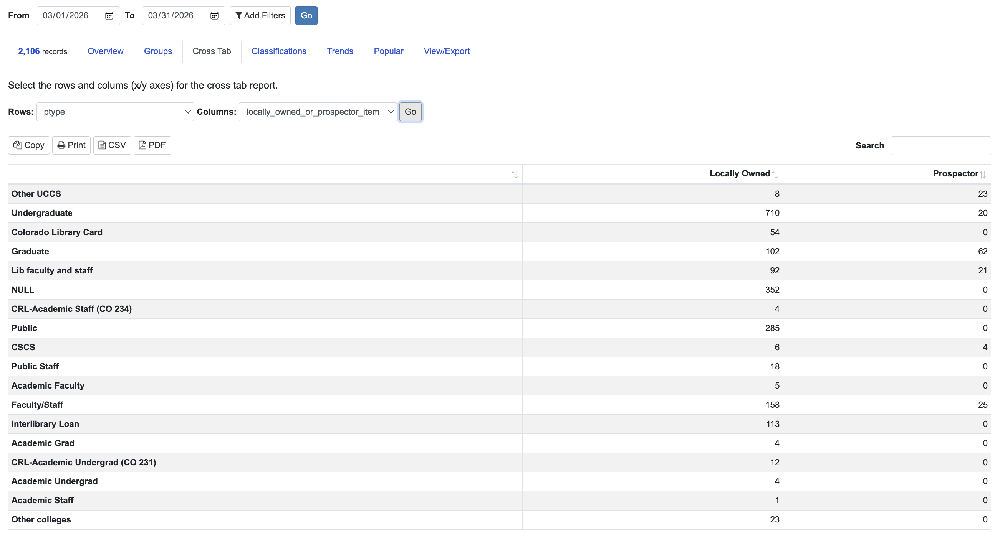 From 03/01/2026 To 03/31/2026 Add Filters Go
2,106 records Overview Groups Cross Tab Classifications Trends Popular View/Export
Select the rows and colums (x/y axes) for the cross tab report.
Rows: ptype Columns: locally_owned_or_prospector_item Go
Copy Print CSV PDF Search
Locally Owned Prospector
Other UCCS 8 23
Undergraduate 710 20
Colorado Library Card 54 0
Graduate 102 62
Lib faculty and staff 92 21
NULL 352 0
CRL-Academic Staff (CO 234) 4 0
Public 285 0
CSCS 6 4
Public Staff 18 0
Academic Faculty 5 0
Faculty/Staff 158 25
Interlibrary Loan 113 0
Academic Grad 4 0
CRL-Academic Undergrad (CO 231) 12 0
Academic Undergrad 4 0
Academic Staff 1 0
Other colleges 23 0